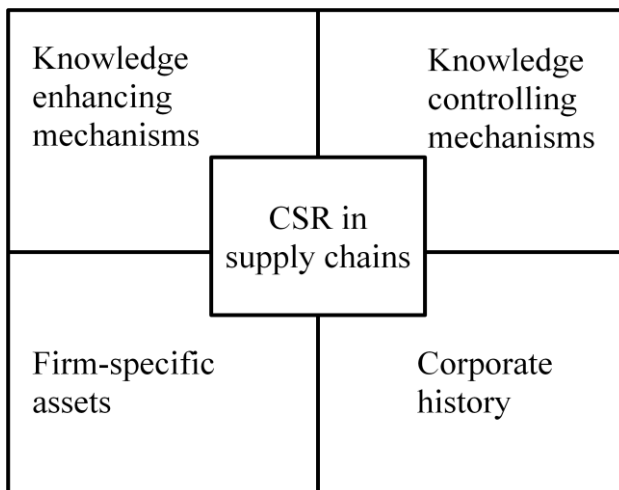 Knowledge
enhancing
mechanisms
Knowledge
controlling
mechanisms
CSR in
supply chains
Firm-specific
assets
Corporate
history